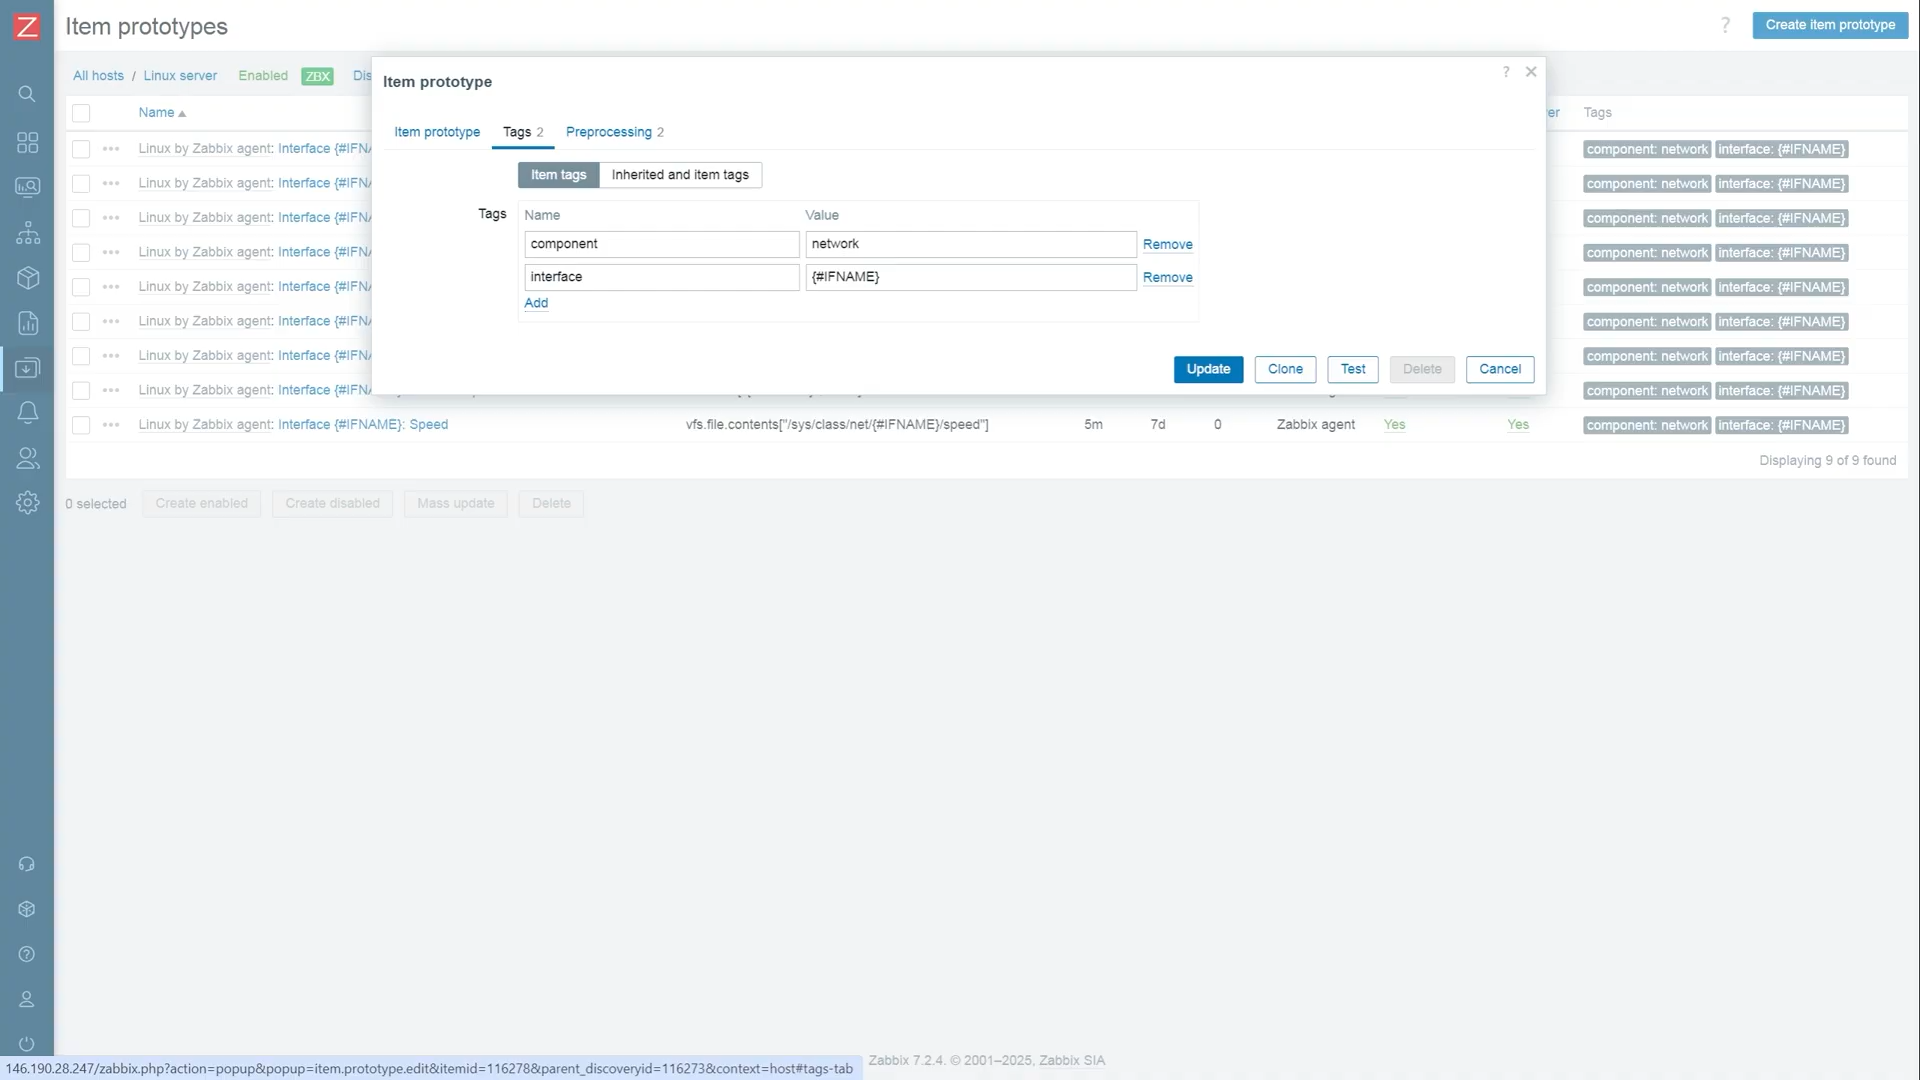 Z Item prototypes ? Create item prototype
All hosts / Linux server Enabled ZBX Dis
Item prototype ?
Item prototype Tags 2 Preprocessing 2
Item tags Inherited and item tags
Tags Name Value
component network Remove
interface {#IFNAME} Remove
Add
Update Clone Test Delete Cancel
Name er Tags
Linux by Zabbix agent: Interface {#IFNA component: network interface: {#IFNAME}
Linux by Zabbix agent: Interface {#IFNA component: network interface: {#IFNAME}
Linux by Zabbix agent: Interface {#IFNA component: network interface: {#IFNAME}
Linux by Zabbix agent: Interface {#IFNA component: network interface: {#IFNAME}
Linux by Zabbix agent: Interface {#IFNA component: network interface: {#IFNAME}
Linux by Zabbix agent: Interface {#IFNA component: network interface: {#IFNAME}
Linux by Zabbix agent: Interface {#IFNA component: network interface: {#IFNAME}
Linux by Zabbix agent: Interface {#IFNA component: network interface: {#IFNAME}
Linux by Zabbix agent: Interface {#IFNAME}: Speed vfs.file.contents["/sys/class/net/{#IFNAME}/speed"] 5m 7d 0 Zabbix agent Yes Yes component: network interface: {#IFNAME}
Displaying 9 of 9 found
0 selected Create enabled Create disabled Mass update Delete
Zabbix 7.2.4. © 2001–2025, Zabbix SIA
146.190.28.247/zabbix.php?action=popup&popup=item.prototype.edit&itemid=116278&parent_discoveryid=116273&context=host#tags-tab